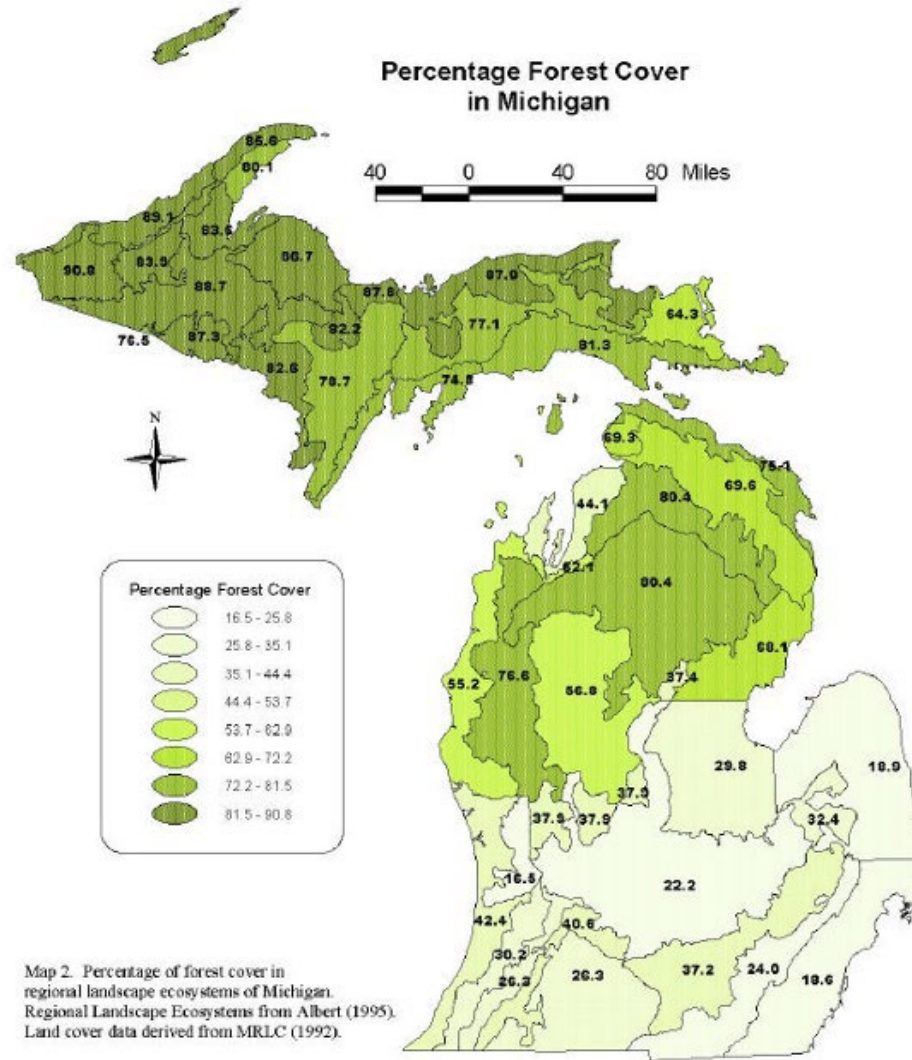 Percentage Forest Cover
in Michigan
40 0 40 80 Miles
85.6
80.1
89.1
83.6
86.7
90.8
83.9
88.7
87.8
87.0
64.3
77.1
82.2
76.5
87.3
81.3
82.6
78.7
74.8
N
69.3
75.1
69.6
44.1
80.4
62.1
80.4
68.1
55.2
76.6
56.8
37.4
29.8
18.9
37.9
37.9
37.9
32.4
16.5
22.2
42.4
40.6
30.2
26.3
26.3
37.2
24.0
18.6
Percentage Forest Cover
16.5 - 25.8
25.8 - 35.1
35.1 - 44.4
44.4 - 53.7
53.7 - 62.9
62.9 - 72.2
72.2 - 81.5
81.5 - 90.8
Map 2. Percentage of forest cover in
regional landscape ecosystems of Michigan.
Regional Landscape Ecosystems from Albert (1995).
Land cover data derived from MRLC (1992).